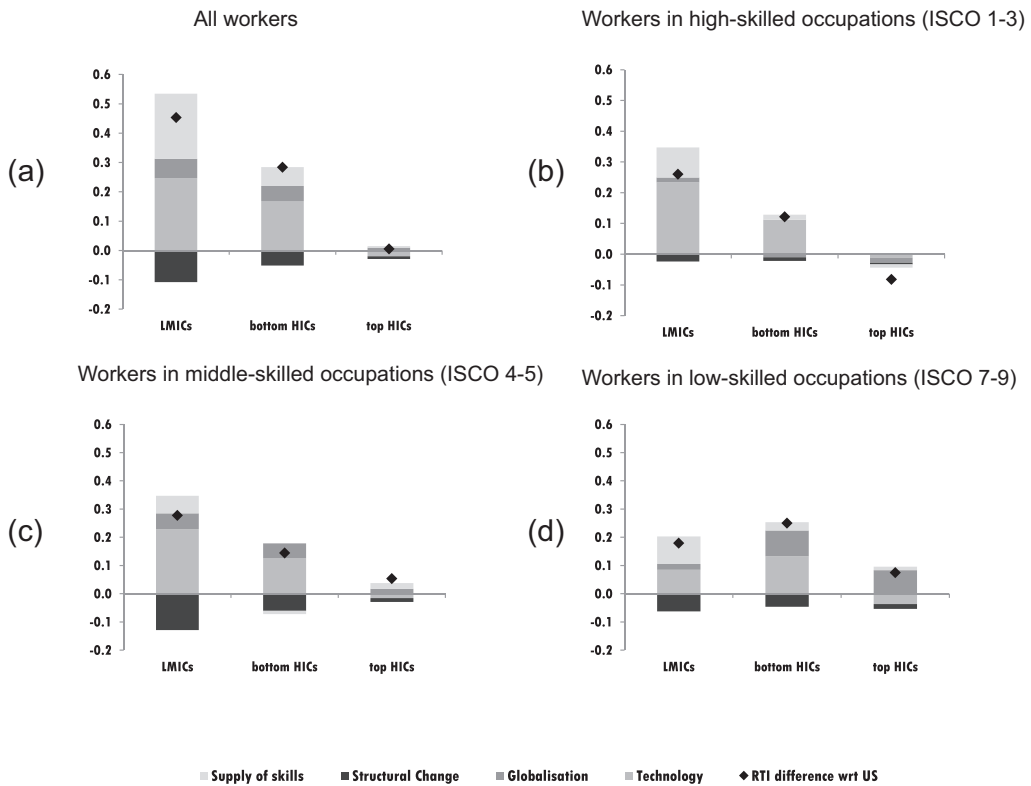 All workers
Workers in high-skilled occupations (ISCO 1-3)
(a)
0.6
0.5
0.4
0.3
0.2
0.1
0.0
-0.1
-0.2
LMICs
bottom HICs
top HICs
(b)
0.6
0.5
0.4
0.3
0.2
0.1
0.0
-0.1
-0.2
LMICs
bottom HICs
top HICs
Workers in middle-skilled occupations (ISCO 4-5)
Workers in low-skilled occupations (ISCO 7-9)
(c)
0.6
0.5
0.4
0.3
0.2
0.1
0.0
-0.1
-0.2
LMICs
bottom HICs
top HICs
(d)
0.6
0.5
0.4
0.3
0.2
0.1
0.0
-0.1
-0.2
LMICs
bottom HICs
top HICs
Supply of skills
Structural Change
Globalisation
Technology
RTI difference wrt US